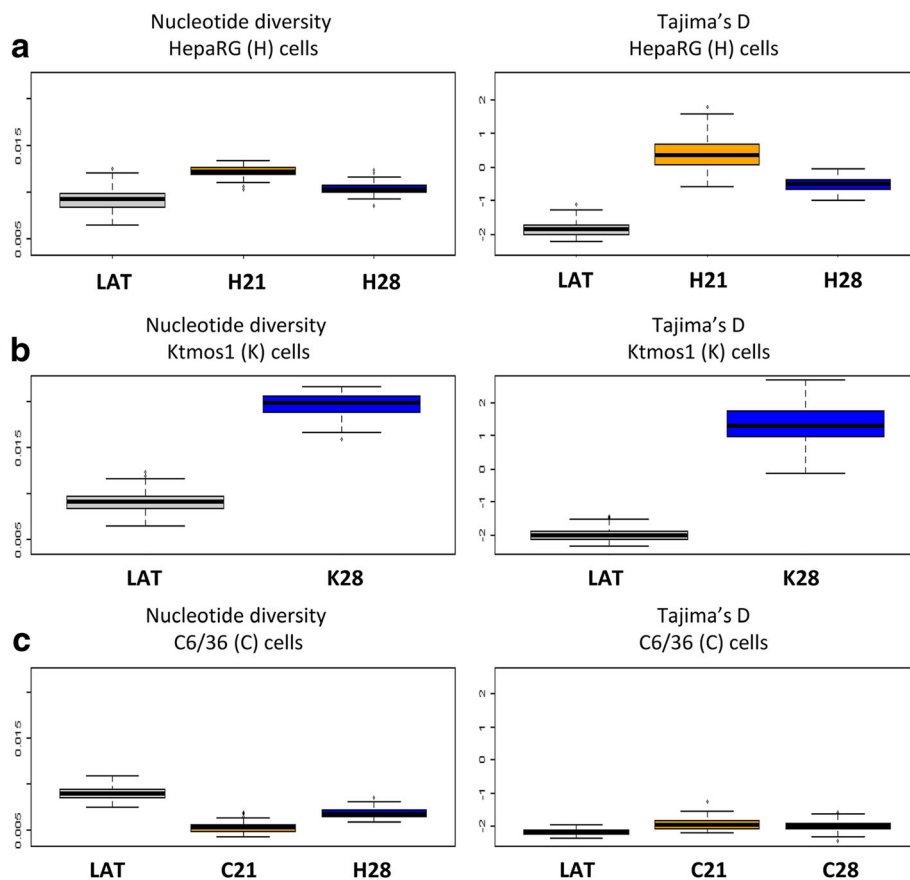 a
Nucleotide diversity
HepaRG (H) cells
0.015
0.005
LAT H21 H28
Tajima's D
HepaRG (H) cells
2
1
0
-1
-2
LAT H21 H28
b
Nucleotide diversity
Ktmos1 (K) cells
0.015
0.005
LAT K28
Tajima's D
Ktmos1 (K) cells
2
1
0
-1
-2
LAT K28
c
Nucleotide diversity
C6/36 (C) cells
0.015
0.005
LAT C21 H28
Tajima's D
C6/36 (C) cells
2
1
0
-1
-2
LAT C21 C28